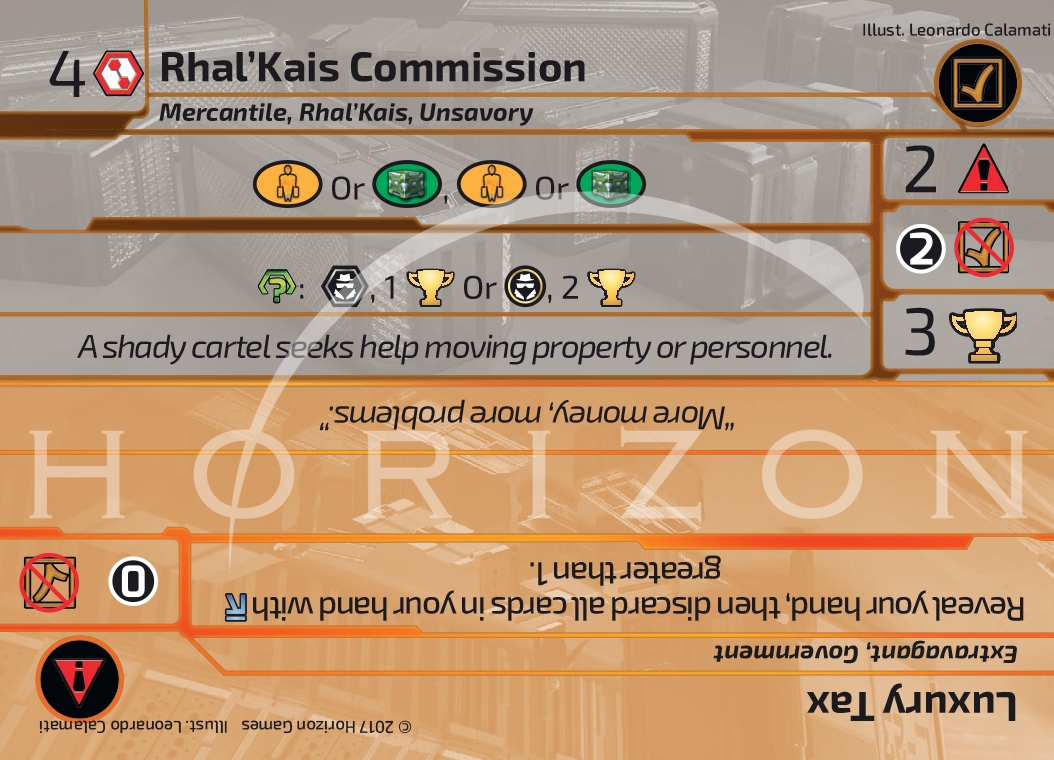 Illust. Leonardo Calamati
4 Rhal’Kais Commission
Mercantile, Rhal’Kais, Unsavory
Or , Or
2
2
: , 1 Or , 2
3
A shady cartel seeks help moving property or personnel.
HORIZON
Luxury Tax
Extravagant, Government
Reveal your hand, then discard all cards in your hand with R
greater than 1.
0
“More money, more problems.”
© 2017 Horizon Games Illust. Leonardo Calamati